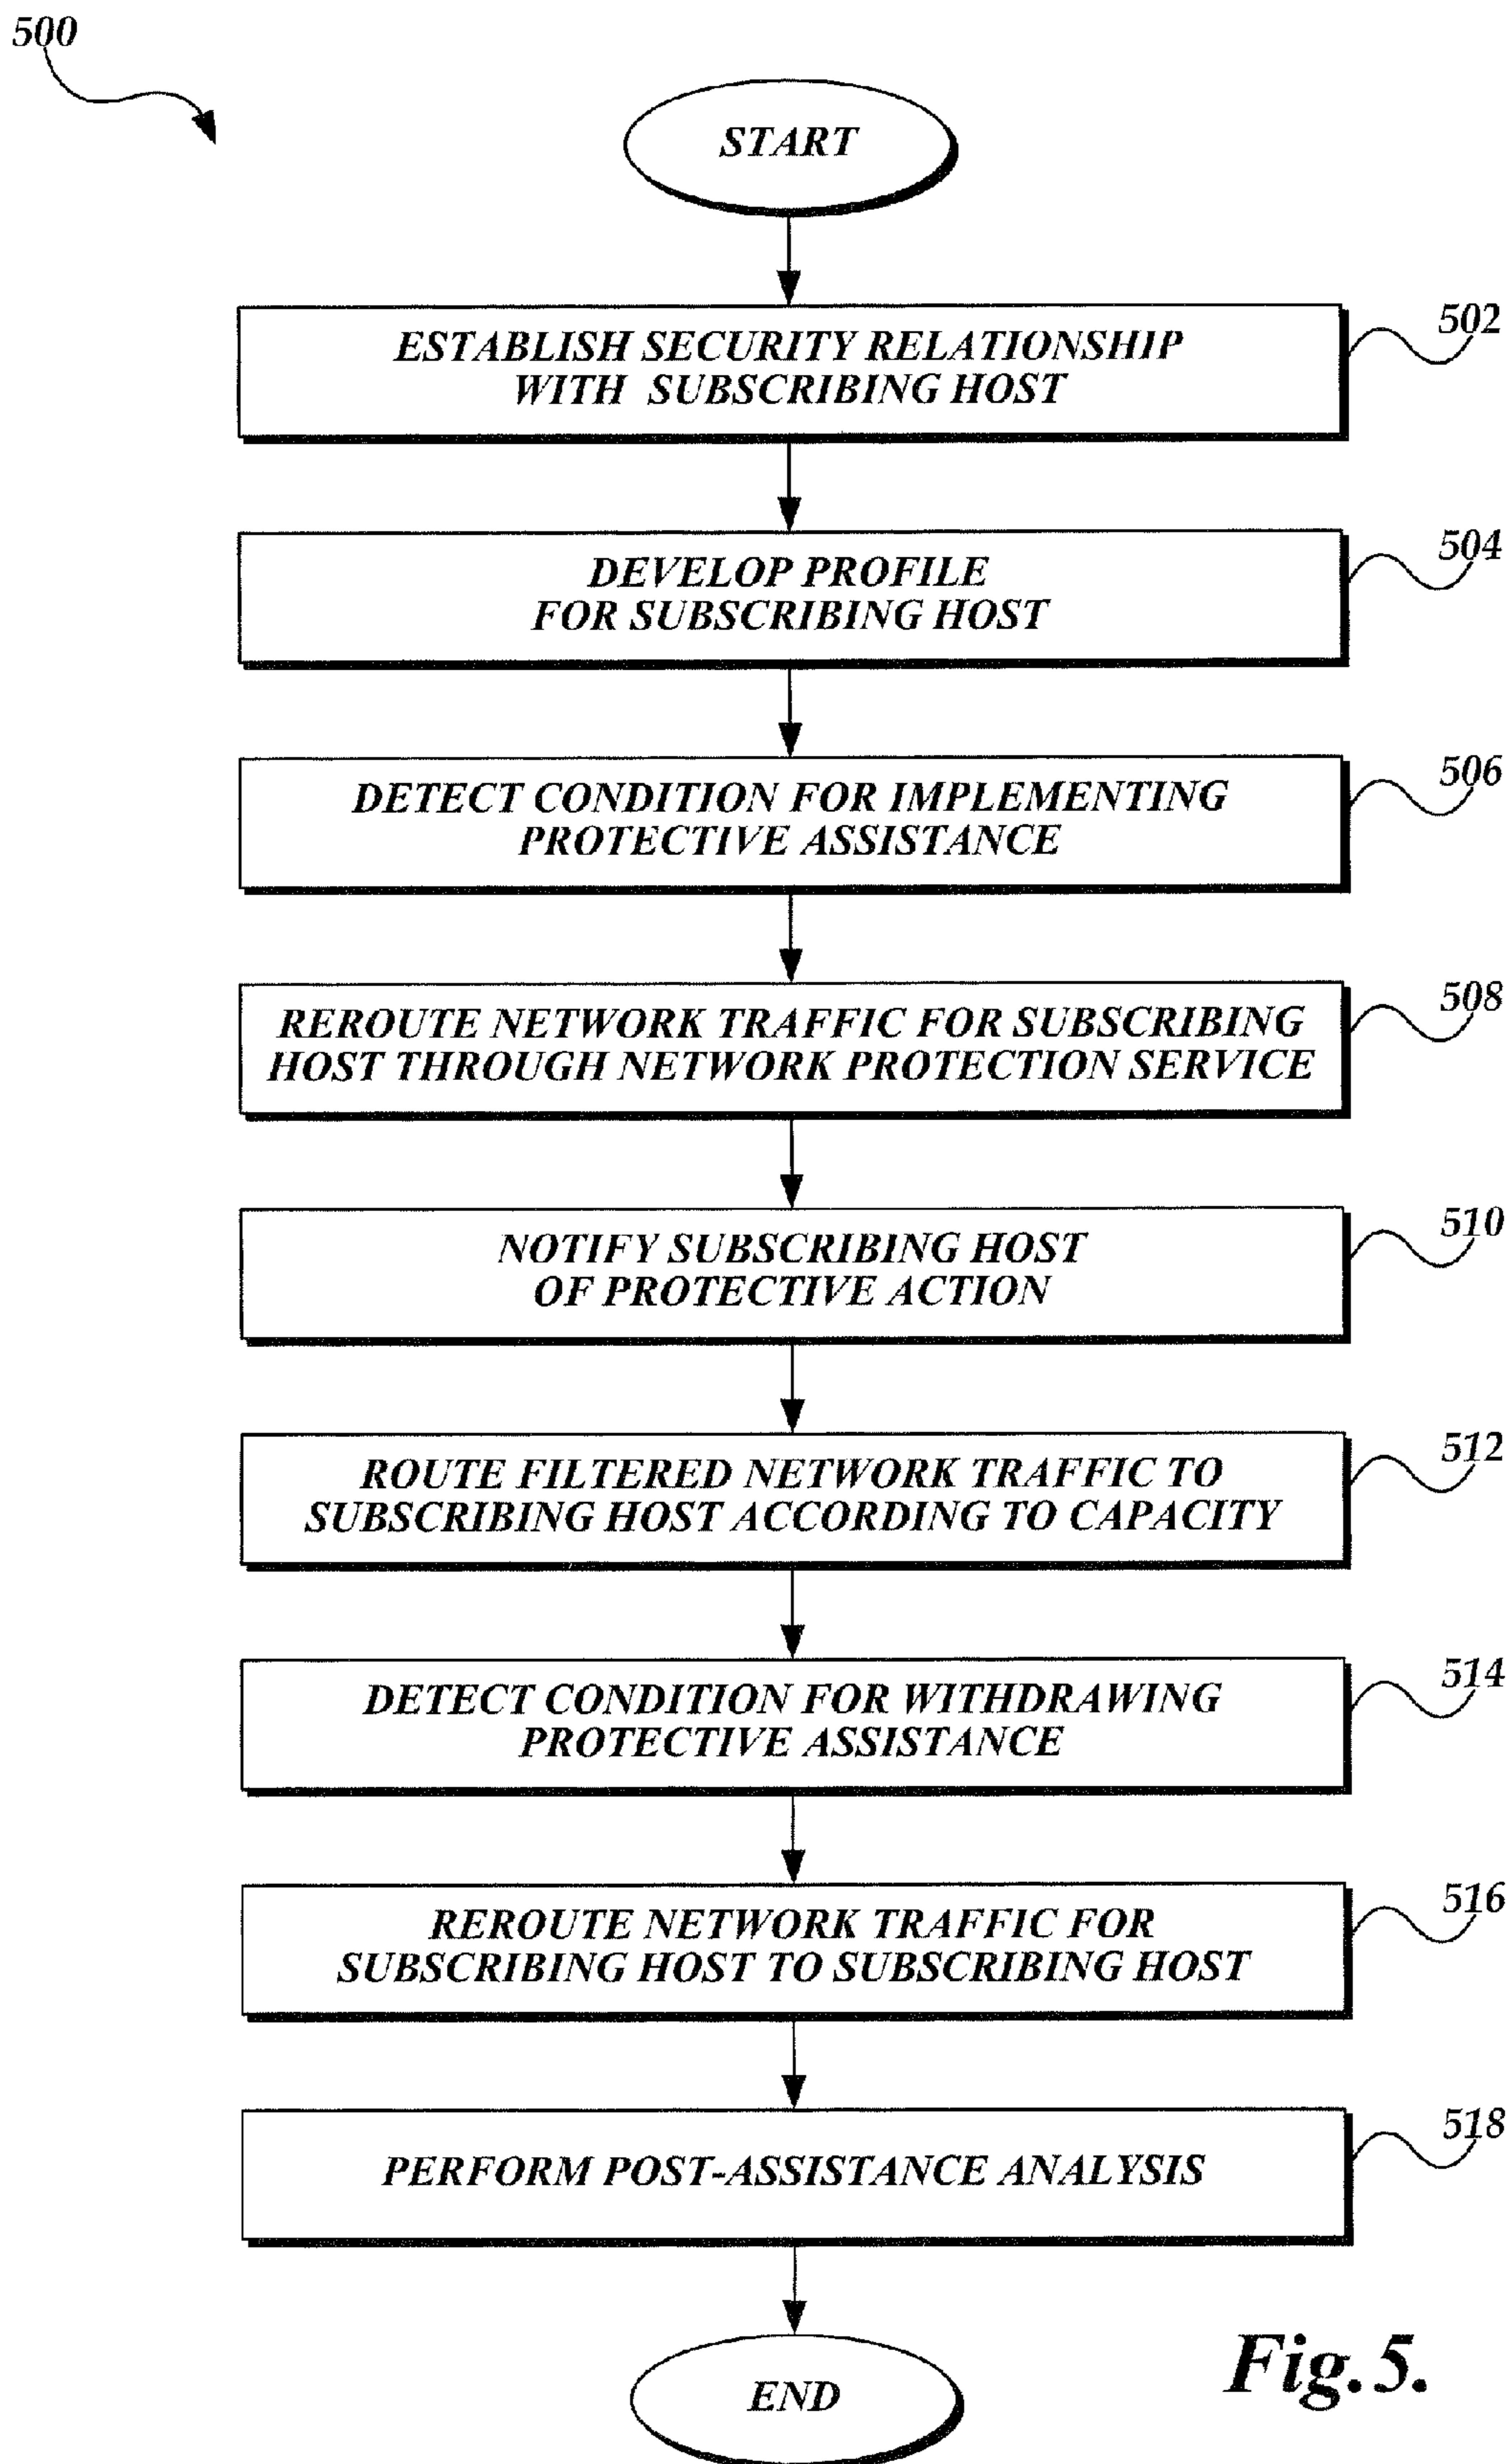 500
START
ESTABLISH SECURITY RELATIONSHIP
WITH SUBSCRIBING HOST
502
DEVELOP PROFILE
FOR SUBSCRIBING HOST
504
DETECT CONDITION FOR IMPLEMENTING
PROTECTIVE ASSISTANCE
506
REROUTE NETWORK TRAFFIC FOR SUBSCRIBING
HOST THROUGH NETWORK PROTECTION SERVICE
508
NOTIFY SUBSCRIBING HOST
OF PROTECTIVE ACTION
510
ROUTE FILTERED NETWORK TRAFFIC TO
SUBSCRIBING HOST ACCORDING TO CAPACITY
512
DETECT CONDITION FOR WITHDRAWING
PROTECTIVE ASSISTANCE
514
REROUTE NETWORK TRAFFIC FOR
SUBSCRIBING HOST TO SUBSCRIBING HOST
516
PERFORM POST-ASSISTANCE ANALYSIS
518
END
Fig.5.